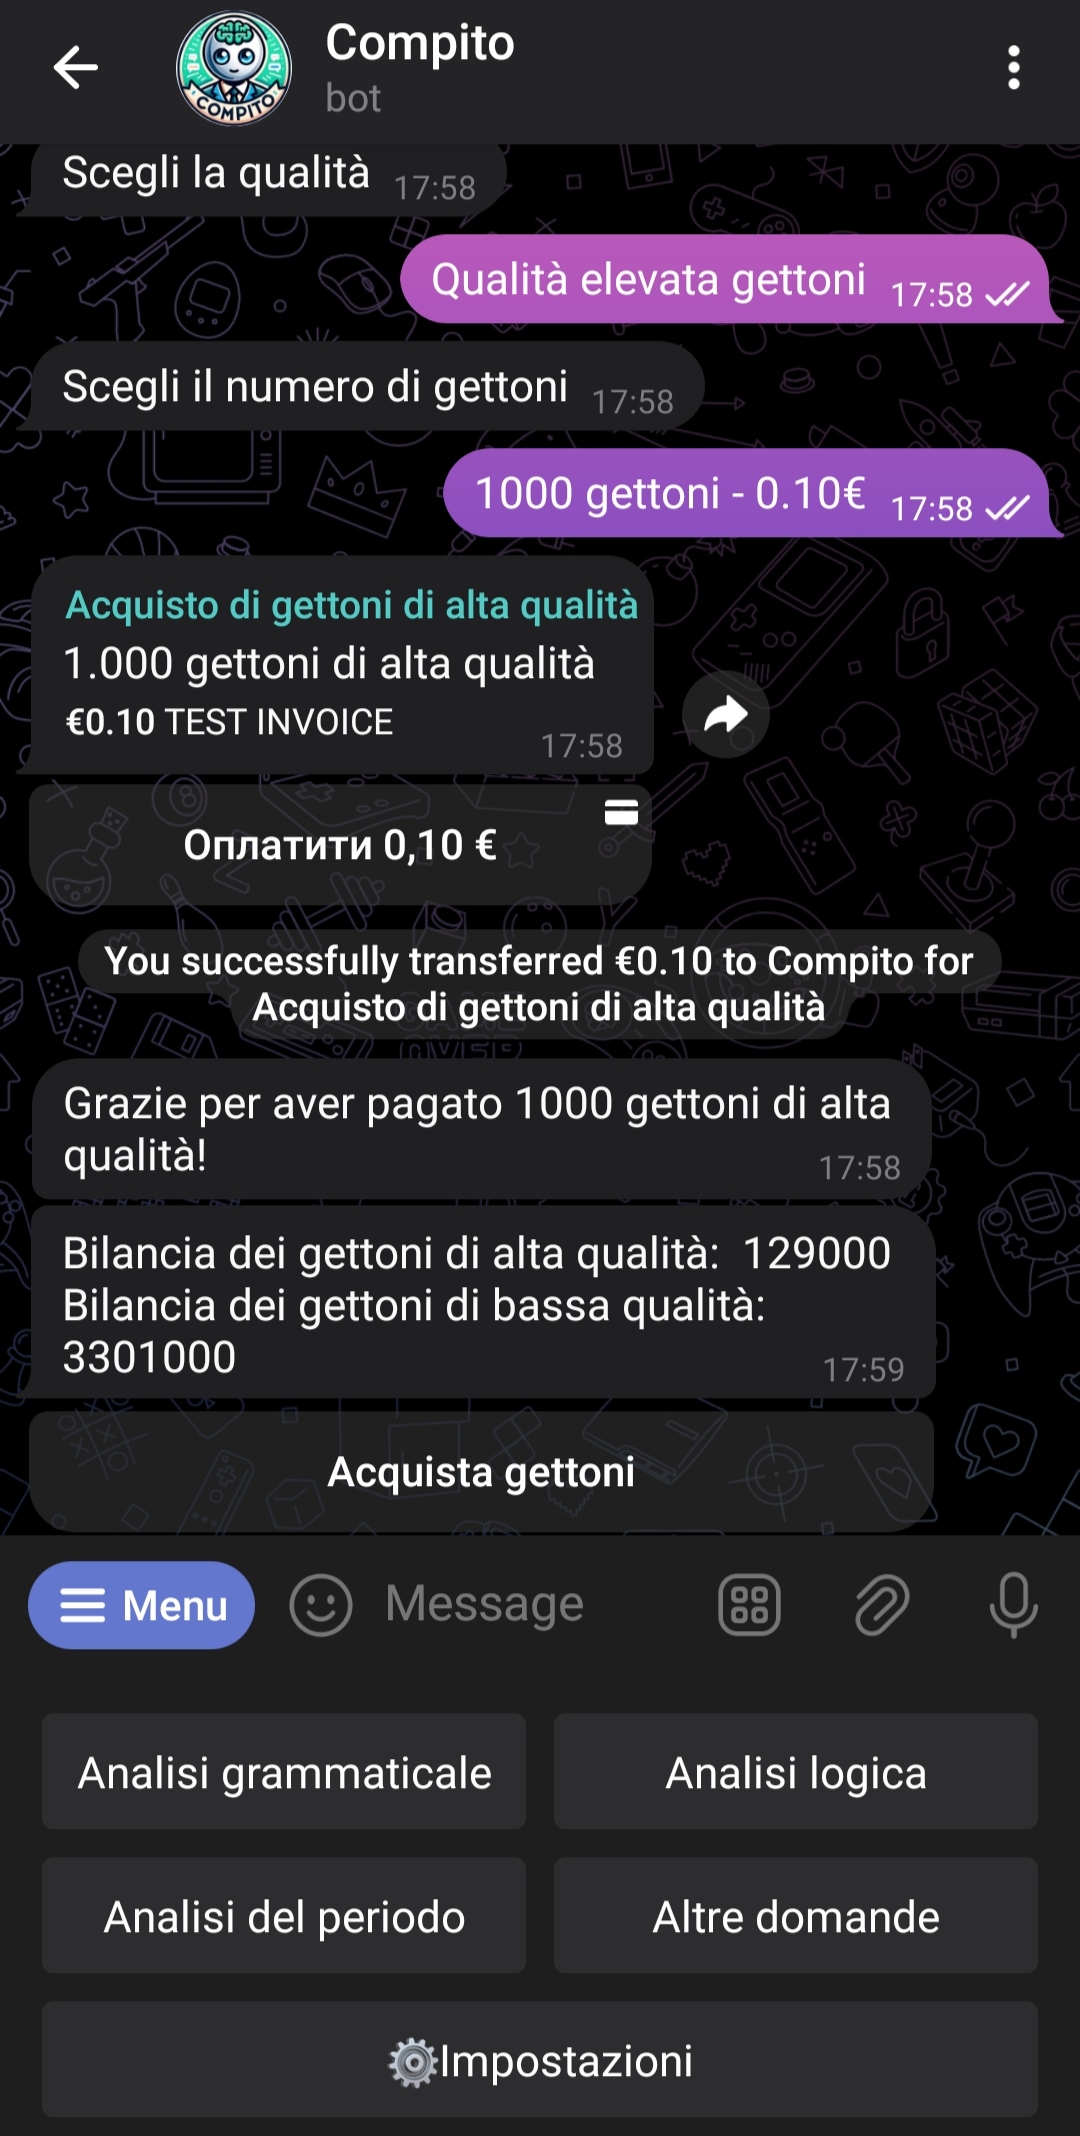 Compito
bot
COMPITO
Scegli la qualità 17:58
Qualità elevata gettoni 17:58
Scegli il numero di gettoni 17:58
1000 gettoni - 0.10€ 17:58
Acquisto di gettoni di alta qualità
1.000 gettoni di alta qualità
€0.10 TEST INVOICE
17:58
Оплатити 0,10 €
You successfully transferred €0.10 to Compito for
Acquisto di gettoni di alta qualità
Grazie per aver pagato 1000 gettoni di alta
qualità!
17:58
Bilancia dei gettoni di alta qualità:  129000
Bilancia dei gettoni di bassa qualità:
3301000
17:59
Acquista gettoni
Menu
Message
Analisi grammaticale
Analisi logica
Analisi del periodo
Altre domande
Impostazioni